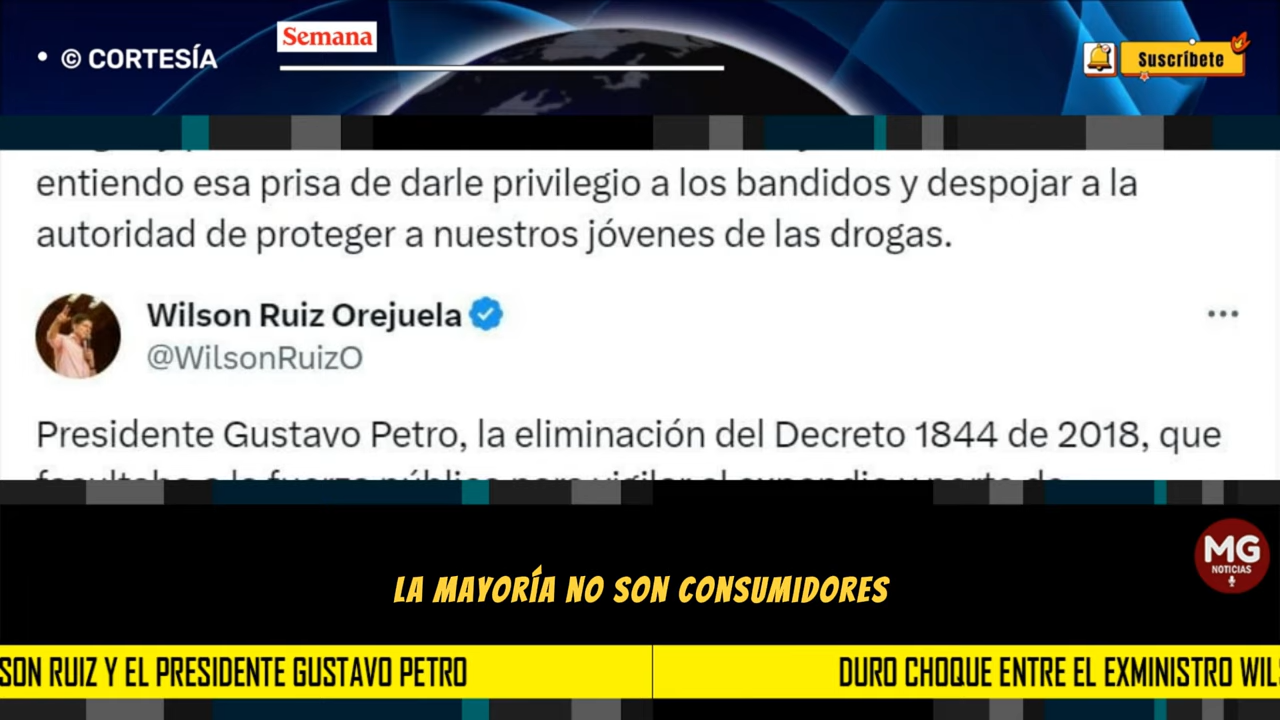 • © CORTESÍA
Semana
Suscríbete
entiendo esa prisa de darle privilegio a los bandidos y despojar a la
autoridad de proteger a nuestros jóvenes de las drogas.
Wilson Ruiz Orejuela
@WilsonRuizO
Presidente Gustavo Petro, la eliminación del Decreto 1844 de 2018, que
MG
NOTICIAS
LA MAYORÍA NO SON CONSUMIDORES
SON RUIZ Y EL PRESIDENTE GUSTAVO PETRO
DURO CHOQUE ENTRE EL EXMINISTRO WIL